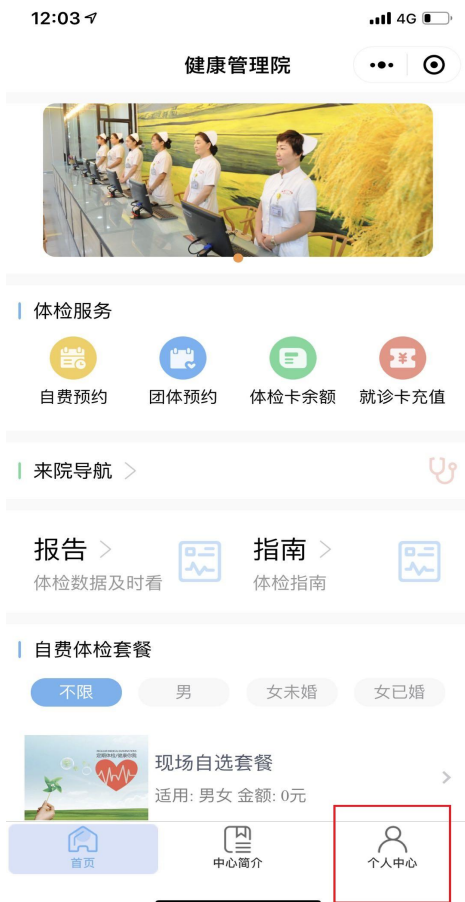 12:03
4G
健康管理院
体检服务
自费预约 团体预约 体检卡余额 就诊卡充值
来院导航
报告 指南
体检数据及时看 体检指南
自费体检套餐
不限 男 女未婚 女已婚
现场自选套餐
适用: 男女 金额: 0元
首页 中心简介 个人中心